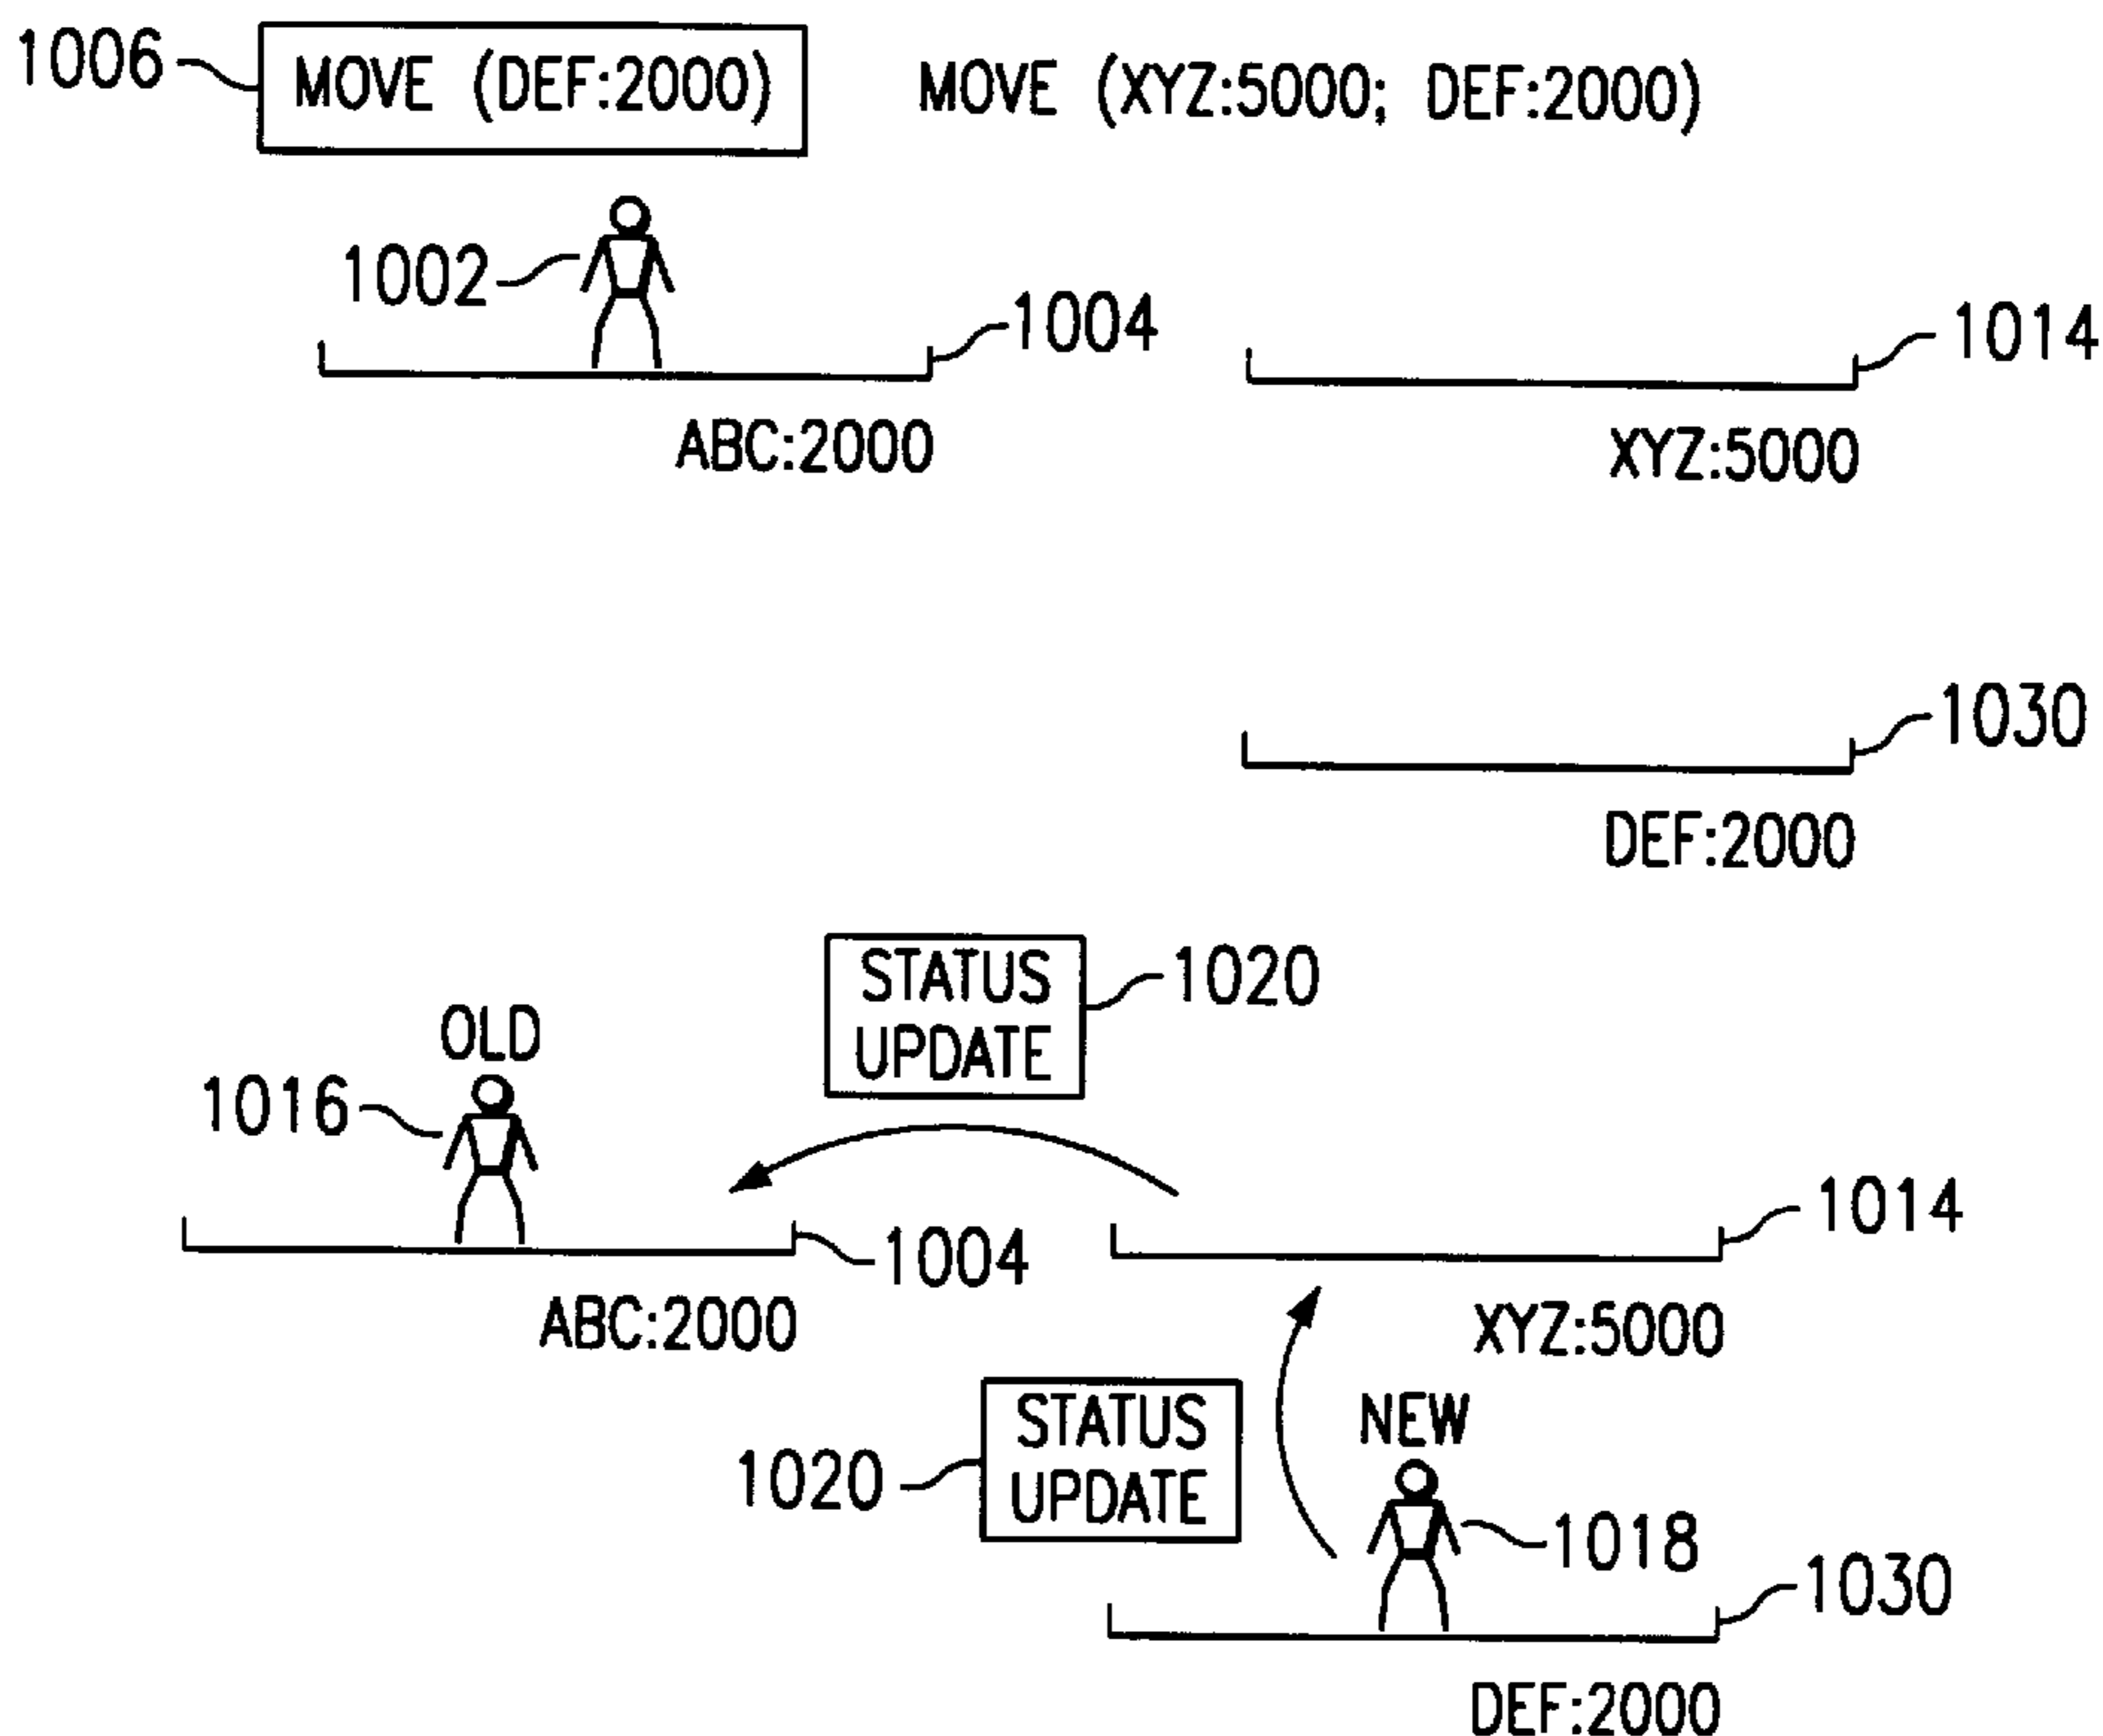 1006
MOVE (DEF:2000)
MOVE (XYZ:5000; DEF:2000)
1002
1004
1014
ABC:2000
XYZ:5000
1030
DEF:2000
STATUS
UPDATE
1020
OLD
1016
1004
1014
ABC:2000
XYZ:5000
STATUS
UPDATE
1020
NEW
1018
1030
DEF:2000